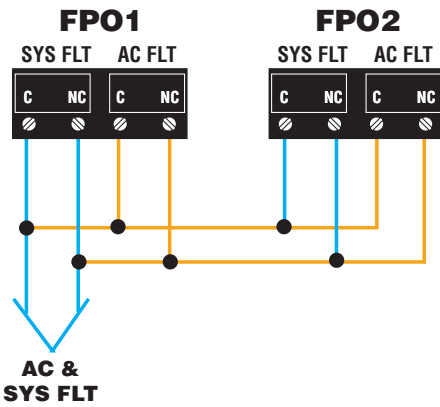 FPO1 FPO2
SYS FLT AC FLT SYS FLT AC FLT
C NC C NC C NC C NC
AC &
SYS FLT